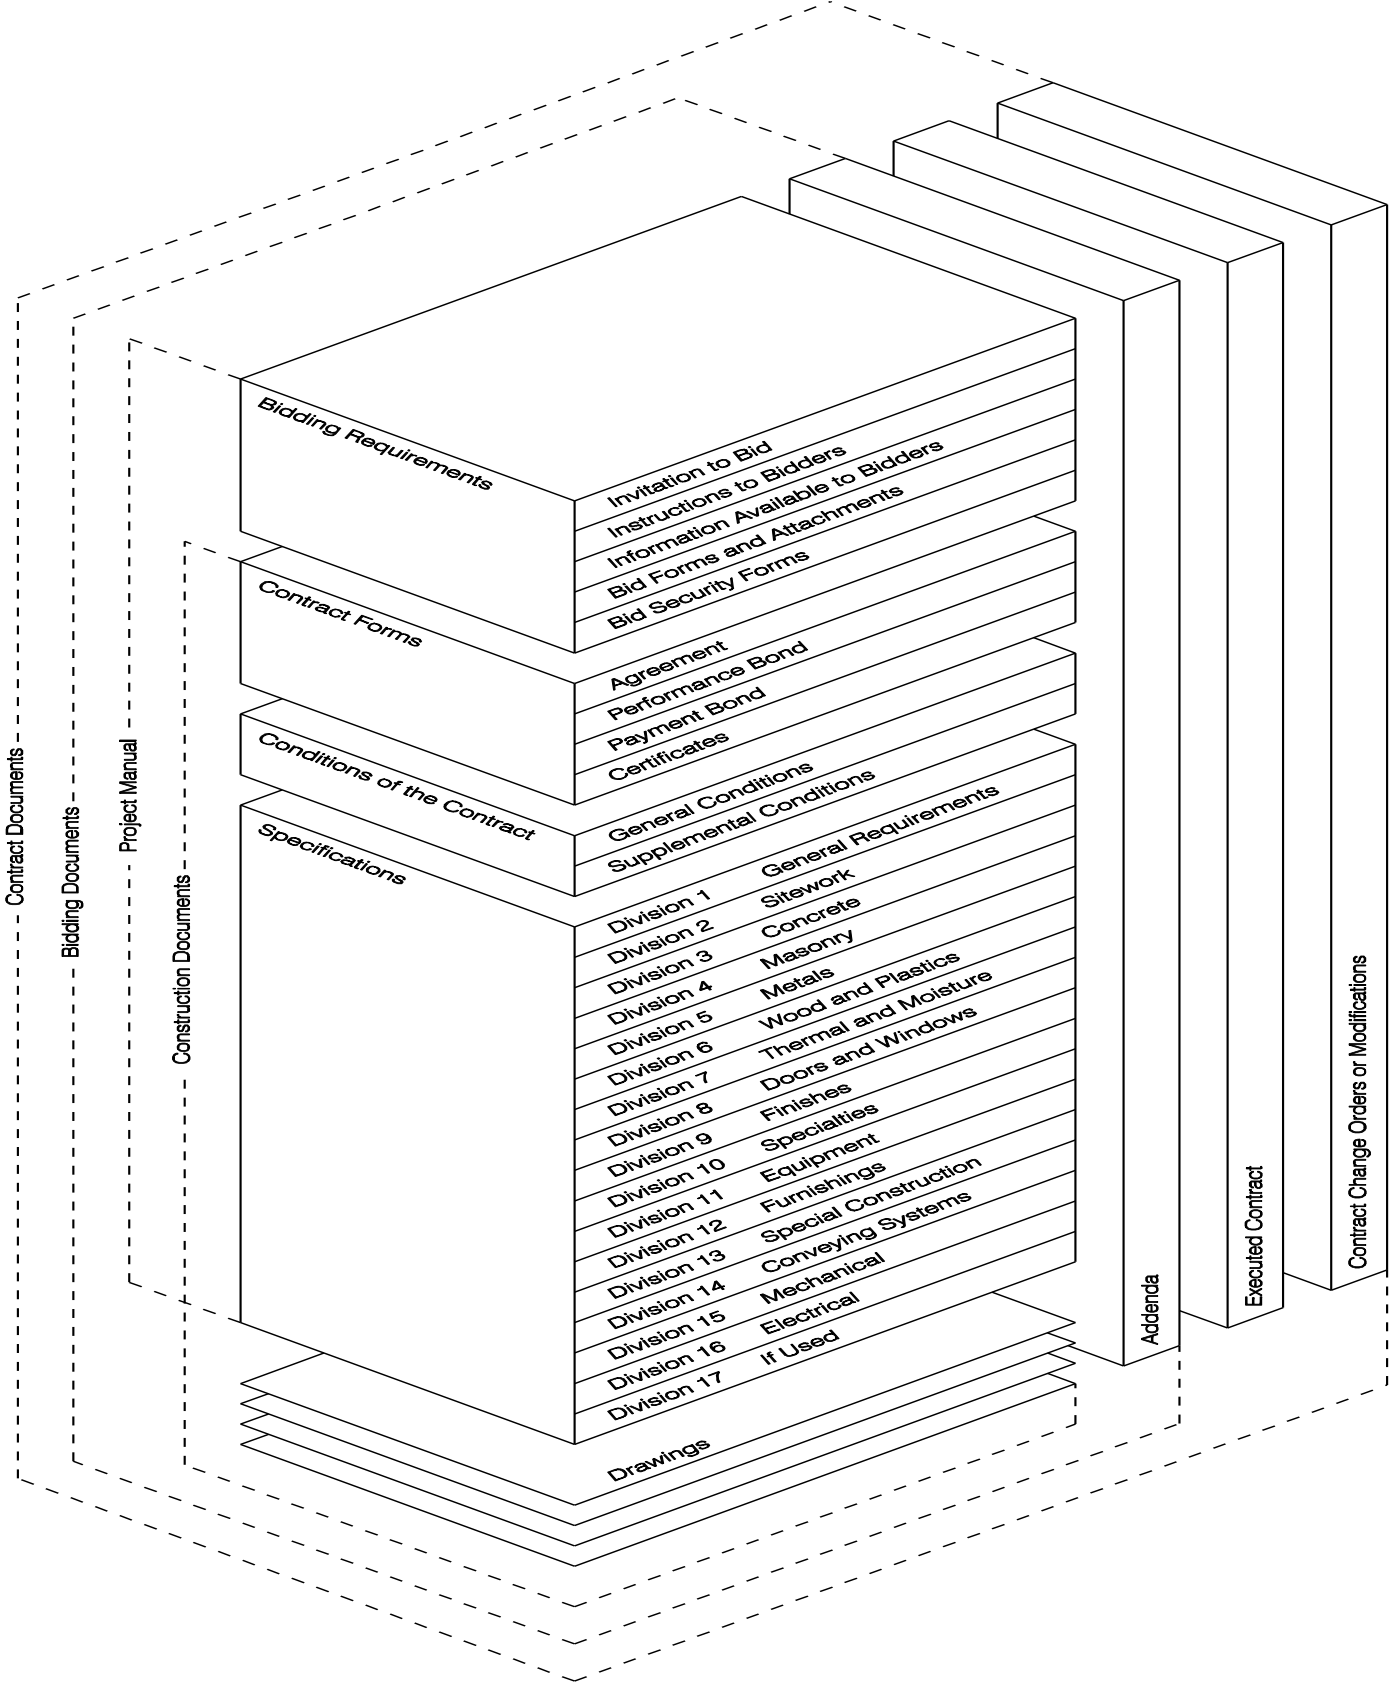 Bidding Requirements
Invitation to Bid
Instructions to Bidders
Information Available to Bidders
Bid Forms and Attachments
Bid Security Forms
Contract Forms
Agreement
Performance Bond
Payment Bond
Certificates
Conditions of the Contract
General Conditions
Supplemental Conditions
Specifications
Division 1 General Requirements
Division 2 Sitework
Division 3 Concrete
Division 4 Masonry
Division 5 Metals
Division 6 Wood and Plastics
Division 7 Thermal and Moisture
Division 8 Doors and Windows
Division 9 Finishes
Division 10 Specialties
Division 11 Equipment
Division 12 Furnishings
Division 13 Special Construction
Division 14 Conveying Systems
Division 15 Mechanical
Division 16 Electrical
Division 17 If Used
Drawings
Contract Documents
Bidding Documents
Project Manual
Construction Documents
Addenda
Executed Contract
Contract Change Orders or Modifications